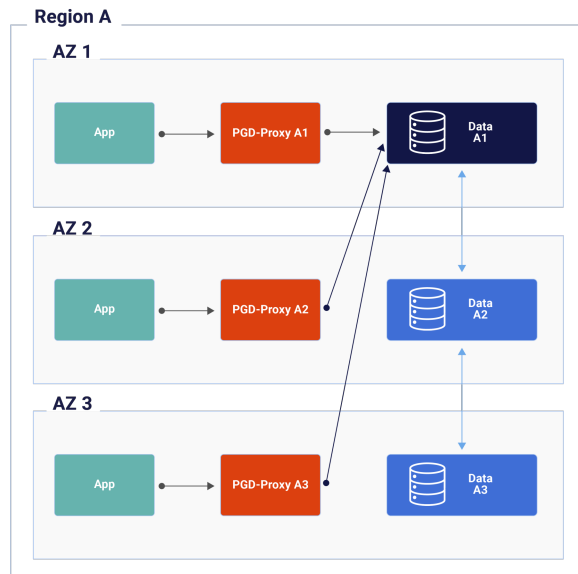 Region A
AZ 1
App
PGD-Proxy A1
Data
A1
AZ 2
App
PGD-Proxy A2
Data
A2
AZ 3
App
PGD-Proxy A3
Data
A3